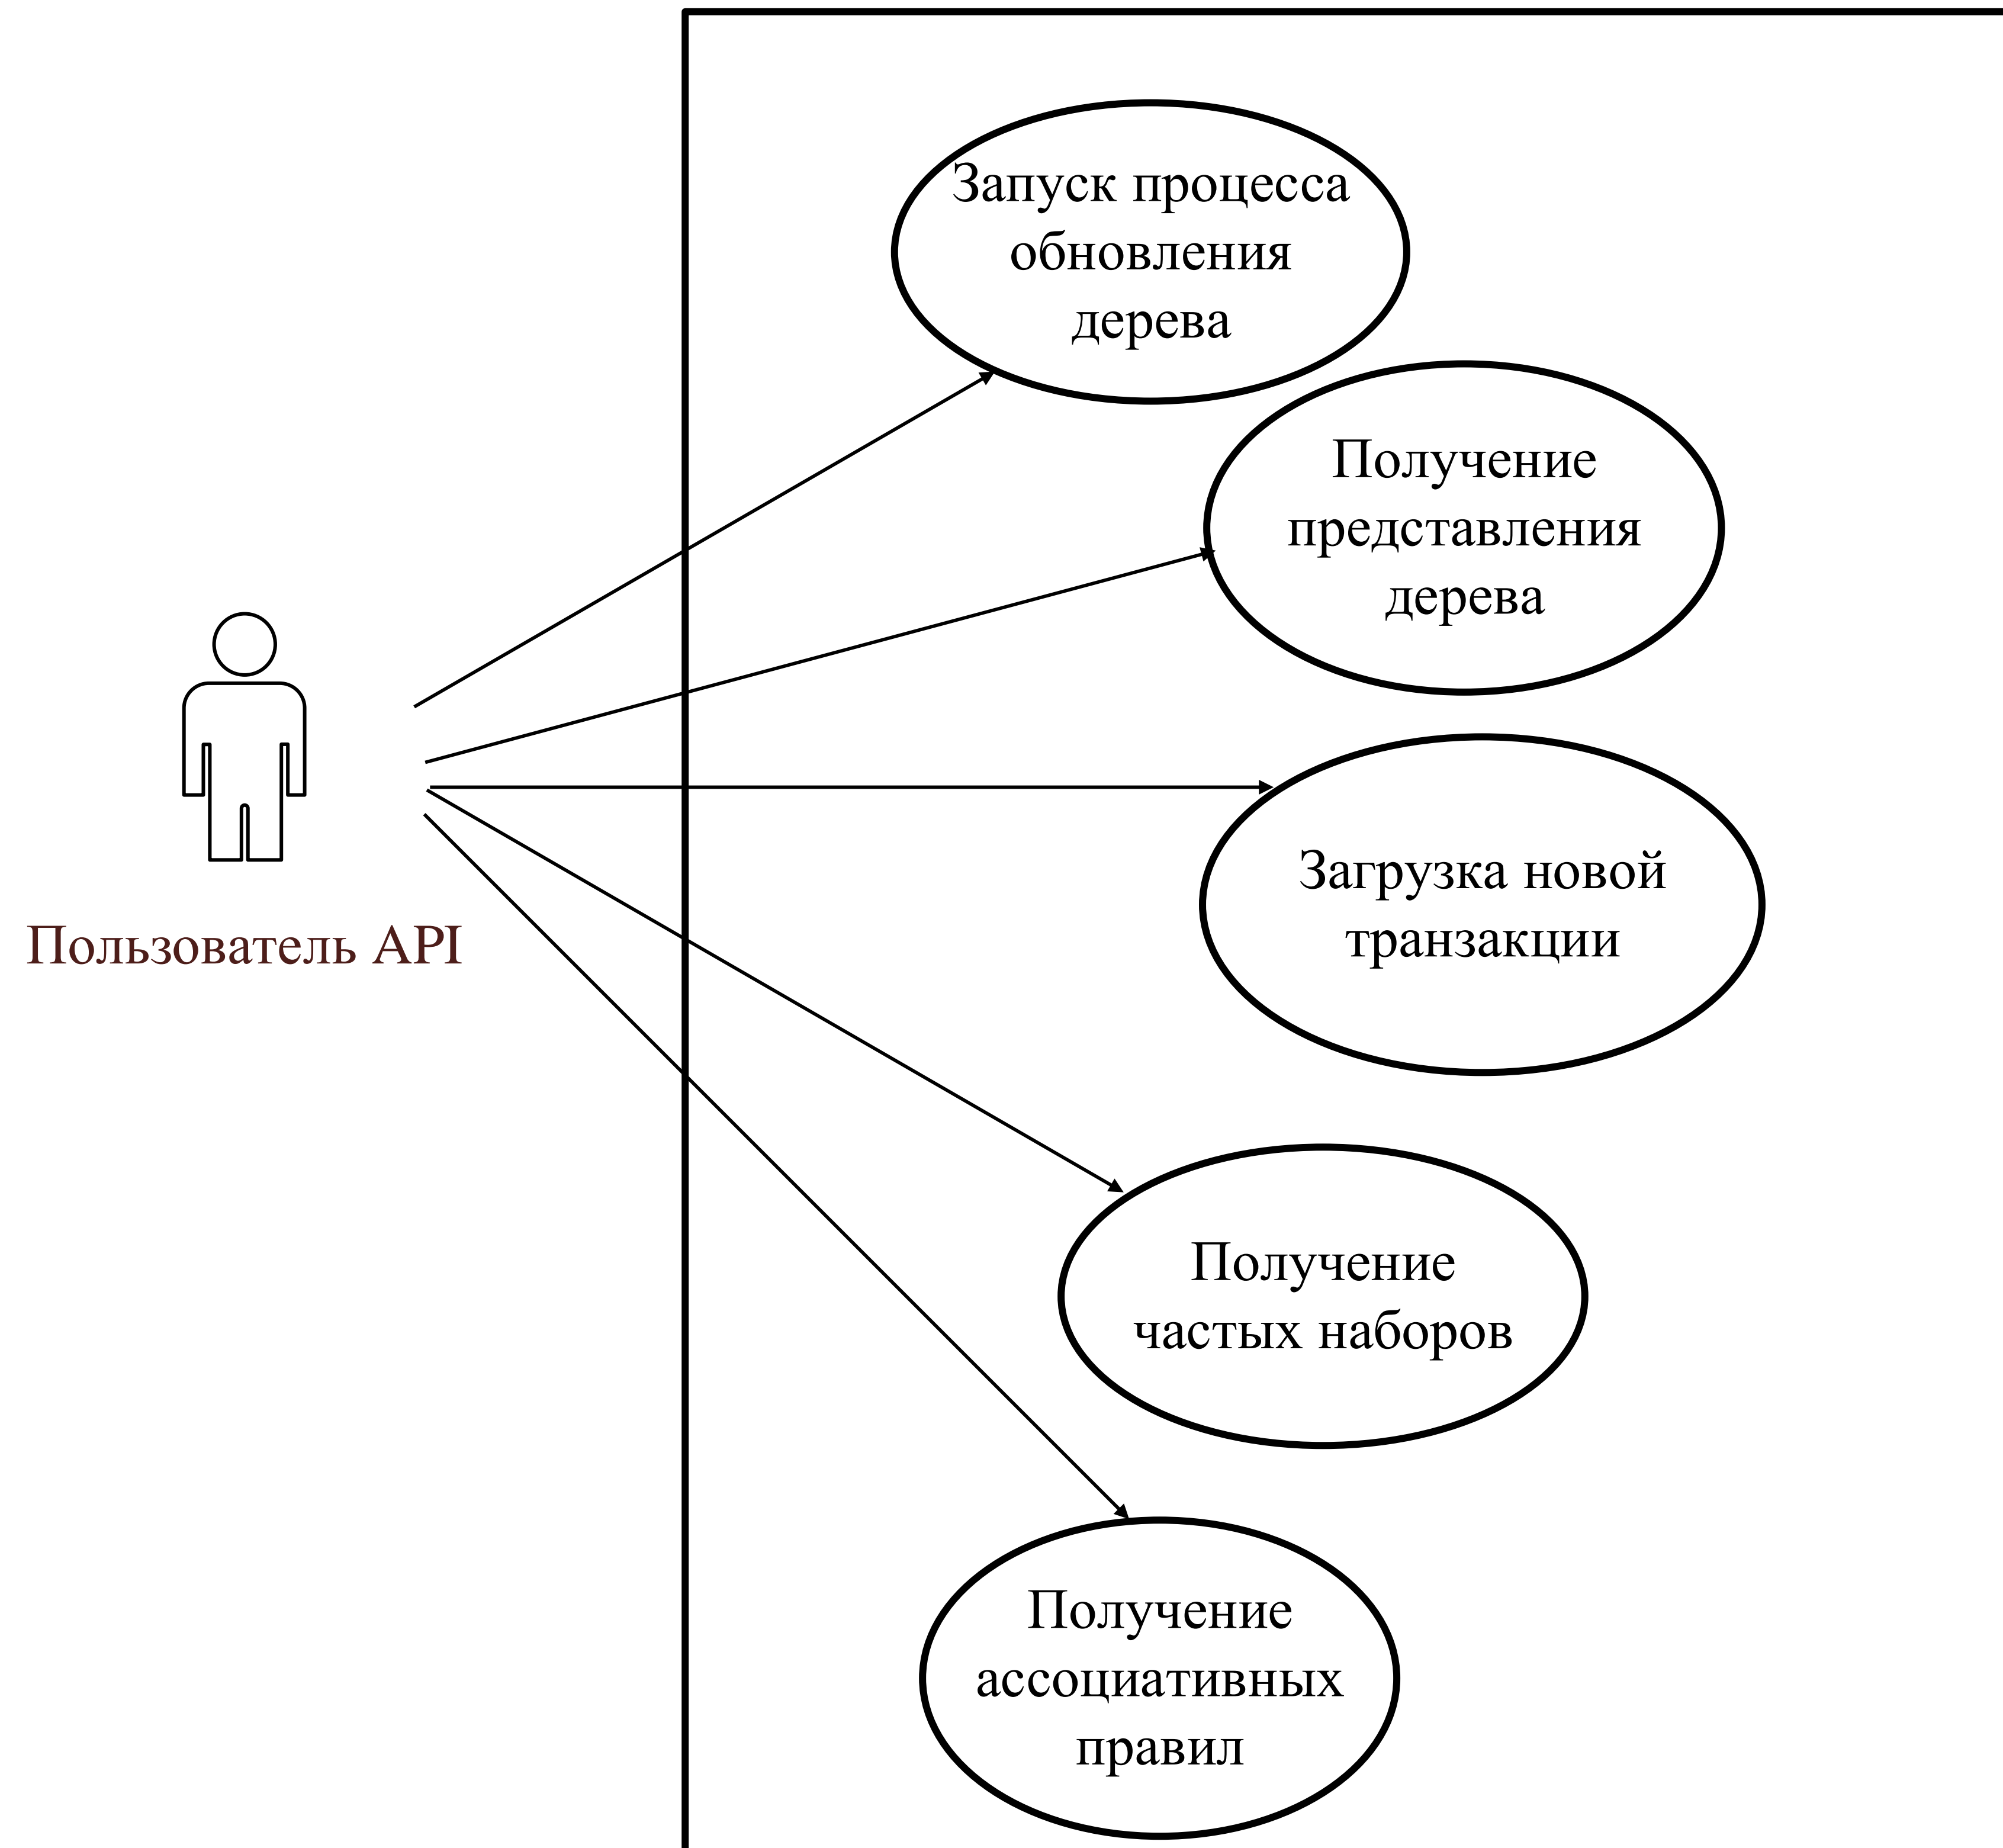 Запуск процесса
обновления
дерева
Получение
представления
дерева
Загрузка новой
транзакции
Пользователь API
Получение
частых наборов
Получение
ассоциативных
правил